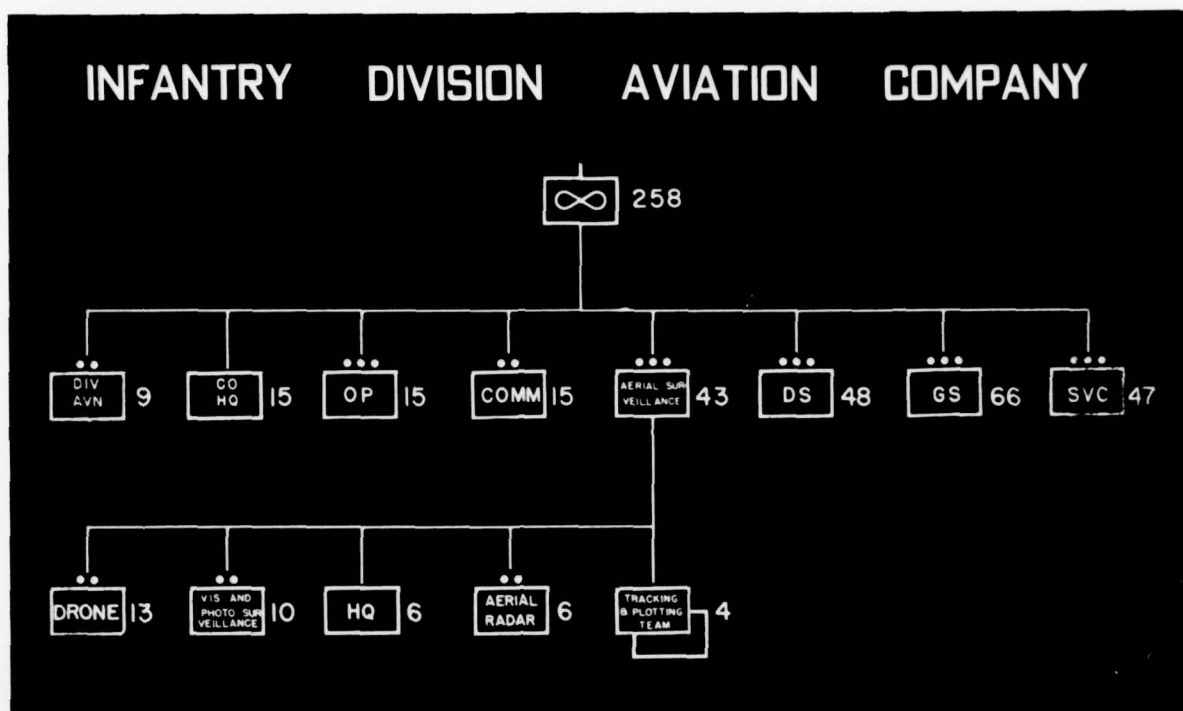 INFANTRY DIVISION AVIATION COMPANY
258
DIV
AVN 9
CO
HQ 15
OP 15
COMM 15
AERIAL SUR
VEILLANCE 43
DS 48
GS 66
SVC 47
DRONE 13
VIS AND
PHOTO SUR
VEILLANCE 10
HQ 6
AERIAL
RADAR 6
TRACKING
& PLOTTING
TEAM 4